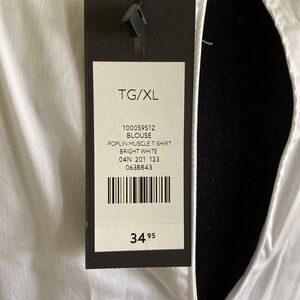 TG/XL
100059512
BLOUSE
POPLIN MUSCLE T-SHIRT
BRIGHT WHITE
04N 201 123
0638843
34 95